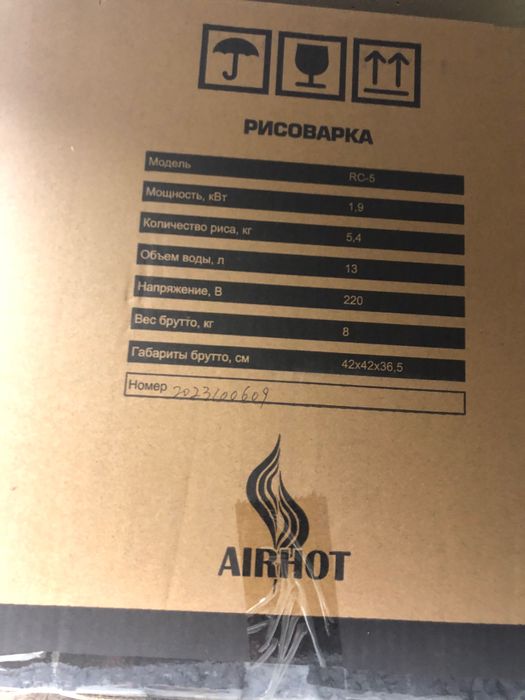 РИСОВАРКА
Модель RC-5
Мощность, кВт 1,9
Количество риса, кг 5,4
Объем воды, л 13
Напряжение, В 220
Вес брутто, кг 8
Габариты брутто, см 42x42x36,5
Номер 2023100609
AIRHOT